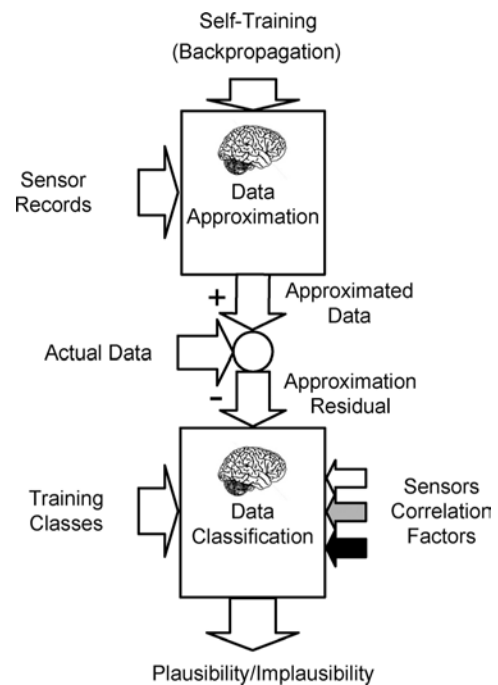 Self-Training
(Backpropagation)
Sensor
Records
Data
Approximation
+
Approximated
Data
Actual Data
-
Approximation
Residual
Training
Classes
Data
Classification
Sensors
Correlation
Factors
Plausibility/Implausibility